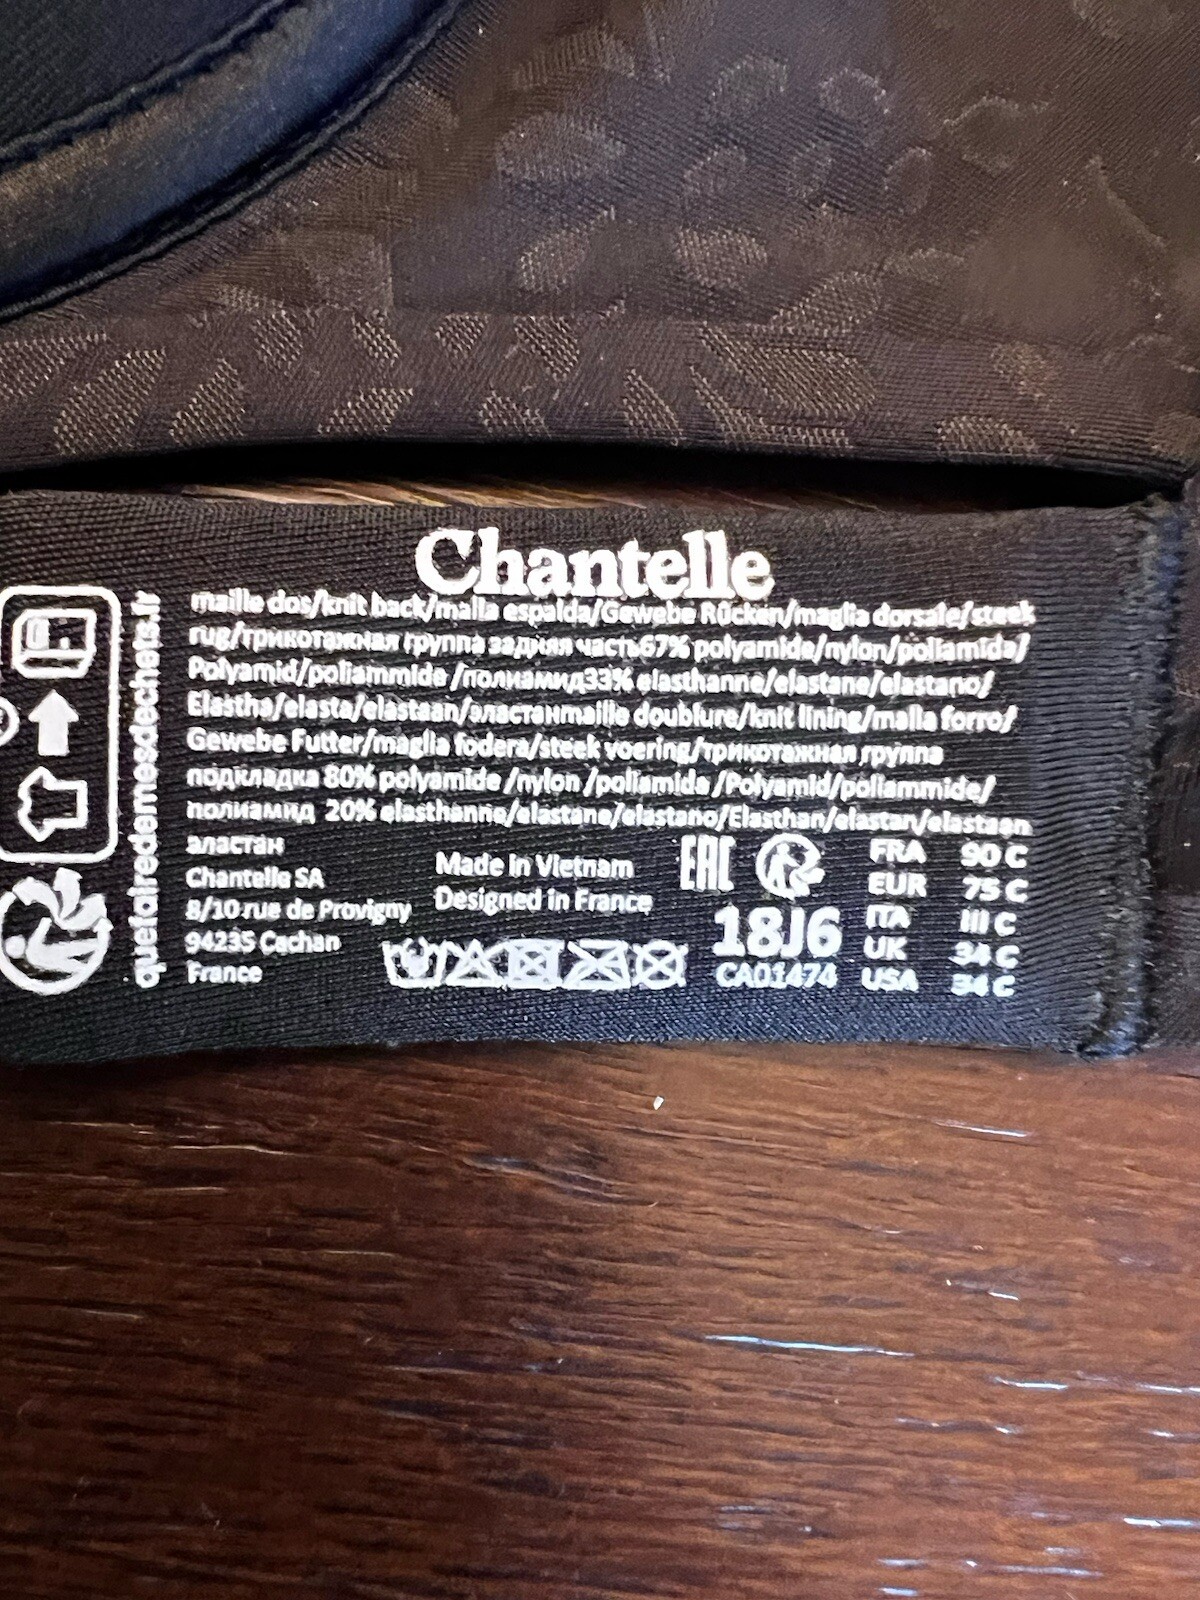 Chantelle
maille dos/knit back/malla espalda/Gewebe Rücken/maglia dorsale/steek
rug/трикотажная группа задняя часть67% polyamide/nylon/poliamida/
Polyamid/poliammide /полиамид33% elasthanne/elastane/elastano/
Elastha/elasta/elastaan/эластанmaille doublure/knit lining/malla forro/
Gewebe Futter/maglia fodera/steek voering/трикотажная группа
подкладка 80% polyamide /nylon /poliamida /Polyamid/poliammide/
полиамид 20% elasthanne/elastane/elastano/Elasthan/elastan/elastaan
эластан
Chantelle SA
8/10 rue de Provigny
94235 Cachan
France
Made in Vietnam
Designed in France
EAC
18J6
CA01474
FRA 90 C
EUR 75 C
ITA III C
UK 34 C
USA 34 C
quefairedemesdechets.fr